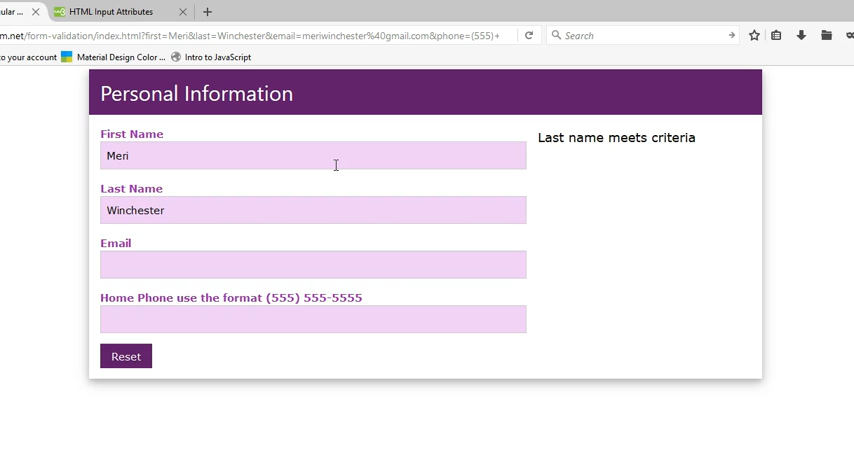 ular ...
HTML Input Attributes
m.net/form-validation/index.html?first=Meri&last=Winchester&email=meriwinchester%40gmail.com&phone=(555)+
Search
o your account
Material Design Color ...
Intro to JavaScript
Personal Information
First Name
Last name meets criteria
Meri
Last Name
Winchester
Email
Home Phone use the format (555) 555-5555
Reset